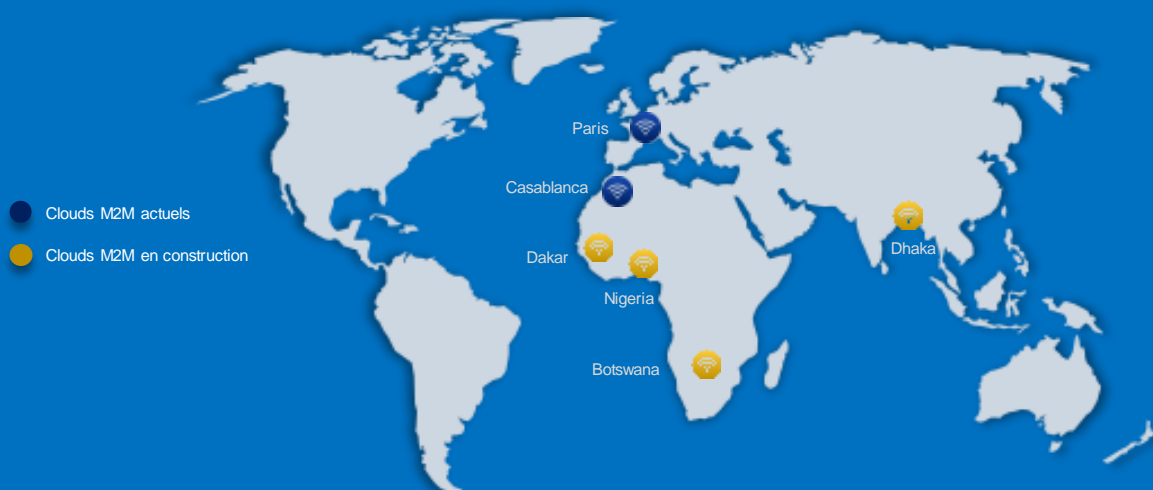 Paris
Casablanca
Clouds M2M actuels
Dhaka
Clouds M2M en construction
Dakar
Nigeria
Botswana